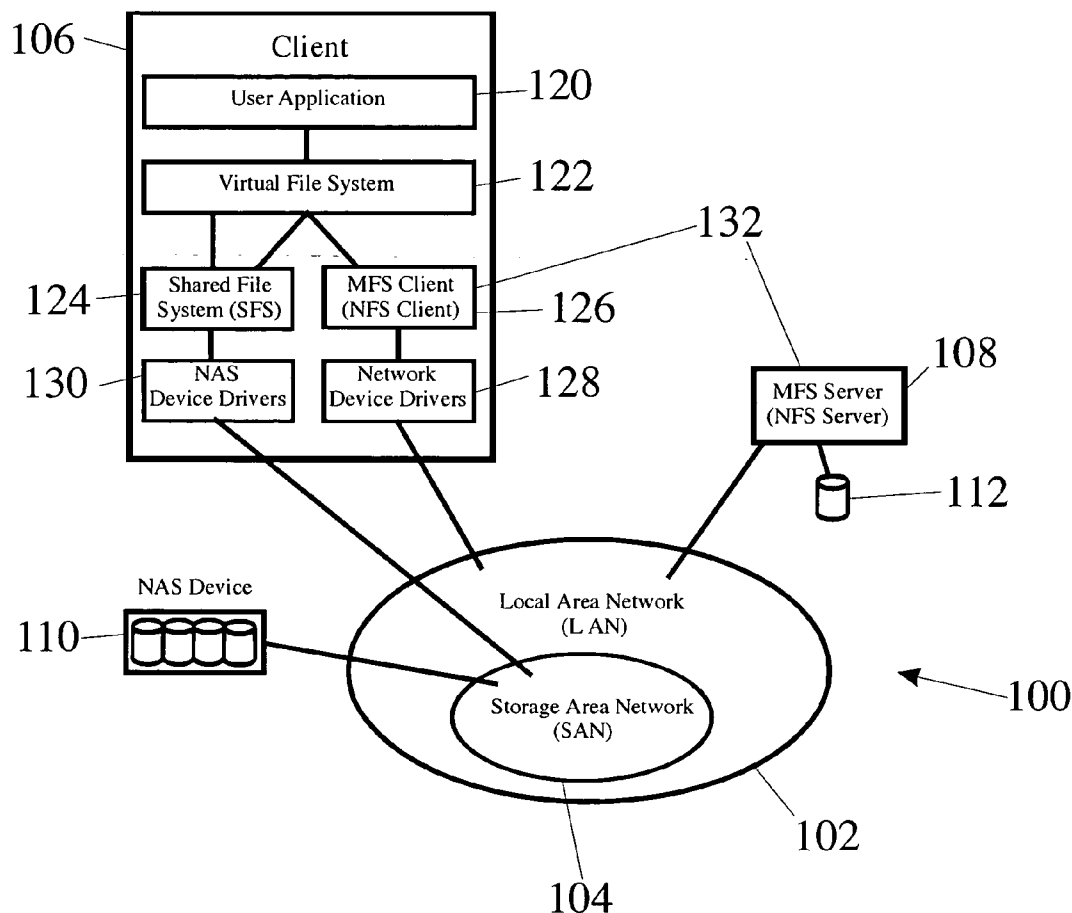 106
Client
User Application
120
Virtual File System
122
132
124
Shared File
System (SFS)
MFS Client
(NFS Client)
126
130
NAS
Device Drivers
Network
Device Drivers
128
108
MFS Server
(NFS Server)
112
NAS Device
110
Local Area Network
(L AN)
Storage Area Network
(SAN)
100
102
104